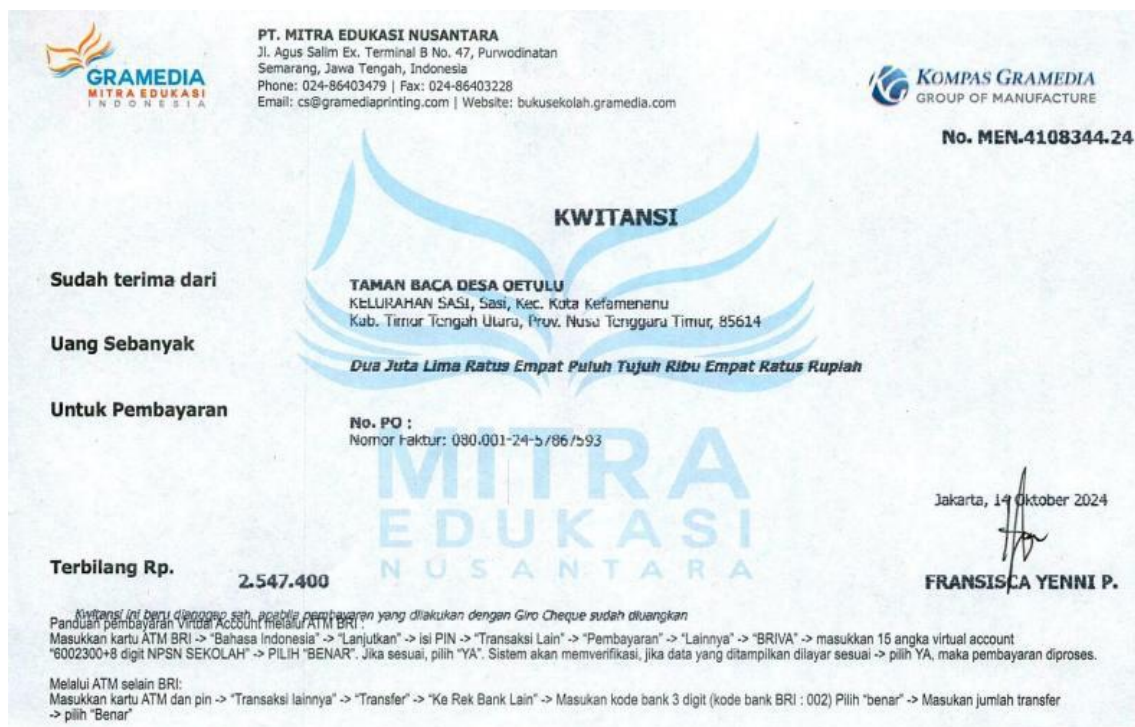 GRAMEDIA
MITRA EDUKASI
INDONESIA
PT. MITRA EDUKASI NUSANTARA
Jl. Agus Salim Ex. Terminal B No. 47, Purwodinatan
Semarang, Jawa Tengah, Indonesia
Phone: 024-86403479 | Fax: 024-86403228
Email: cs@gramediaprinting.com | Website: bukusekolah.gramedia.com
KOMPAS GRAMEDIA
GROUP OF MANUFACTURE
No. MEN.4108344.24
KWITANSI
Sudah terima dari
TAMAN BACA DESA OETULU
KELURAHAN SASI, Sasi, Kec. Kota Kefamenanu
Kab. Timor Tengah Utara, Prov. Nusa Tenggara Timur, 85614
Uang Sebanyak
Dua Juta Lima Ratus Empat Puluh Tujuh Ribu Empat Ratus Rupiah
Untuk Pembayaran
No. PO :
Nomor Faktur: 080.001-24-57867593
MITRA
EDUKASI
NUSANTARA
Jakarta, 14 Oktober 2024
Terbilang Rp.
2.547.400
FRANSISCA YENNI P.
Kwitansi ini baru dianggap sah, apabila pembayaran yang dilakukan dengan Giro Cheque sudah diuangkan
Panduan pembayaran Virtual Account melalui ATM BRI :
Masukkan kartu ATM BRI -> "Bahasa Indonesia" -> "Lanjutkan" -> isi PIN -> "Transaksi Lain" -> "Pembayaran" -> "Lainnya" -> "BRIVA" -> masukkan 15 angka virtual account
"6002300+8 digit NPSN SEKOLAH" -> PILIH "BENAR". Jika sesuai, pilih "YA". Sistem akan memverifikasi, jika data yang ditampilkan dilayar sesuai -> pilih YA, maka pembayaran diproses.
Melalui ATM selain BRI:
Masukkan kartu ATM dan pin -> "Transaksi lainnya" -> "Transfer" -> "Ke Rek Bank Lain" -> Masukan kode bank 3 digit (kode bank BRI : 002) Pilih "benar" -> Masukan jumlah transfer
-> pilih "Benar"